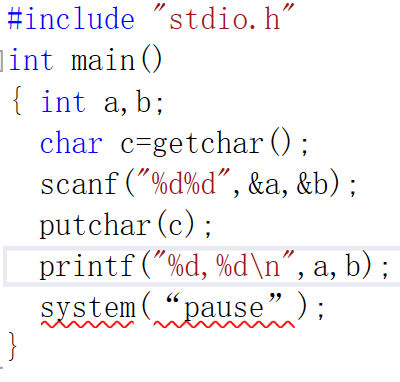 #include "stdio.h"
int main()
{ int a,b;
char c=getchar();
scanf("%d%d",&a,&b);
putchar(c);
printf("%d,%d\n",a,b);
system(“pause”);
}